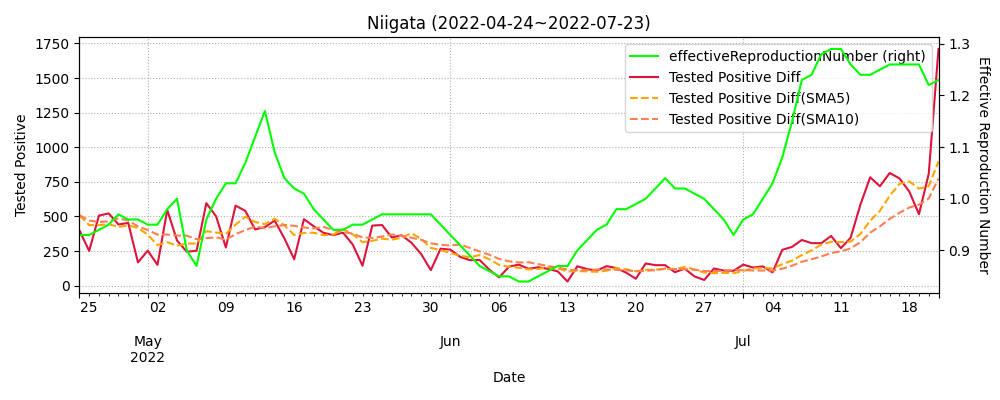 Niigata (2022-04-24~2022-07-23)
effectiveReproductionNumber (right)
Tested Positive Diff
Tested Positive Diff(SMA5)
Tested Positive Diff(SMA10)
Tested Positive
1750
1500
1250
1000
750
500
250
0
1.3
1.2
1.1
1.0
0.9
Effective Reproduction Number
25 02 09 16 23 30 06 13 20 27 04 11 18
May Jun Jul
2022
Date